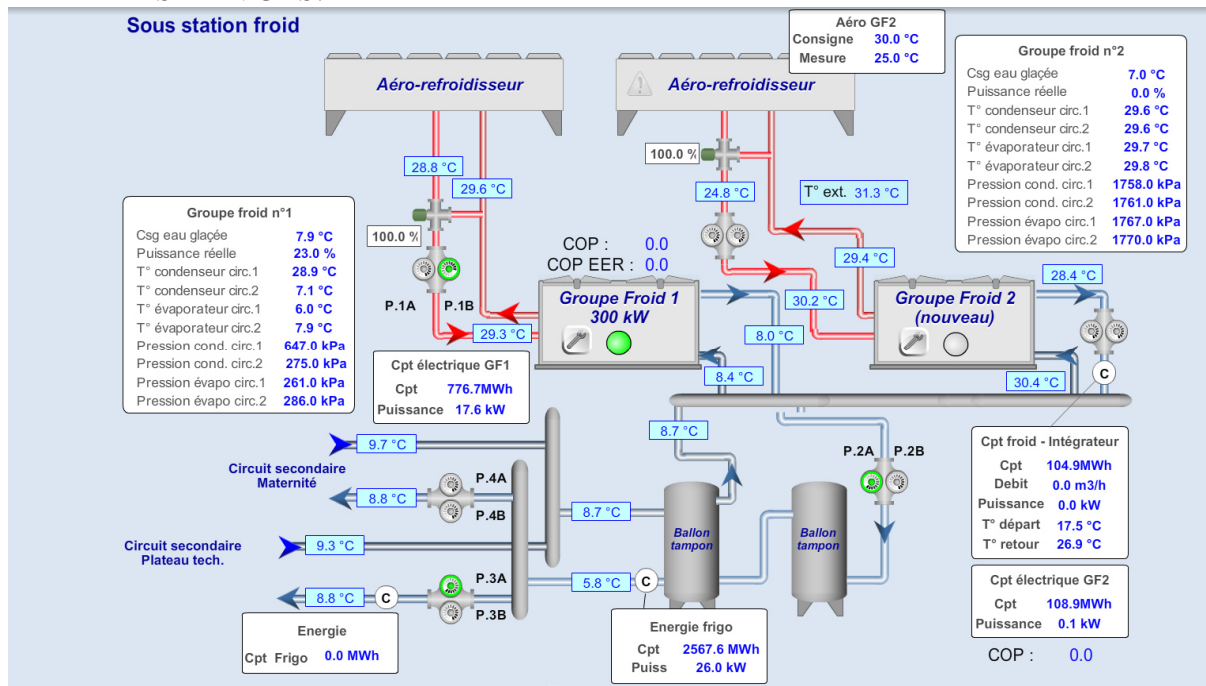 Sous station froid
Aéro GF2
Consigne 30.0 °C
Mesure 25.0 °C
Aéro-refroidisseur
Aéro-refroidisseur
Groupe froid n°2
Csg eau glaçée 7.0 °C
Puissance réelle 0.0 %
T° condenseur circ.1 29.6 °C
T° condenseur circ.2 29.6 °C
T° évaporateur circ.1 29.7 °C
T° évaporateur circ.2 29.8 °C
Pression cond. circ.1 1758.0 kPa
Pression cond. circ.2 1761.0 kPa
Pression évapo circ.1 1767.0 kPa
Pression évapo circ.2 1770.0 kPa
28.8 °C
29.6 °C
100.0 %
100.0 %
24.8 °C
T° ext. 31.3 °C
Groupe froid n°1
Csg eau glaçée 7.9 °C
Puissance réelle 23.0 %
T° condenseur circ.1 28.9 °C
T° condenseur circ.2 7.1 °C
T° évaporateur circ.1 6.0 °C
T° évaporateur circ.2 7.9 °C
Pression cond. circ.1 647.0 kPa
Pression cond. circ.2 275.0 kPa
Pression évapo circ.1 261.0 kPa
Pression évapo circ.2 286.0 kPa
COP : 0.0
COP EER : 0.0
29.4 °C
28.4 °C
P.1A P.1B
Groupe Froid 1
300 kW
30.2 °C
Groupe Froid 2
(nouveau)
29.3 °C
8.0 °C
8.4 °C
30.4 °C
C
Cpt électrique GF1
Cpt 776.7MWh
Puissance 17.6 kW
9.7 °C
8.7 °C
P.2A P.2B
Circuit secondaire
Maternité
8.8 °C
P.4A
P.4B
8.7 °C
Ballon
tampon
Ballon
tampon
Cpt froid - Intégrateur
Cpt 104.9MWh
Debit 0.0 m3/h
Puissance 0.0 kW
T° départ 17.5 °C
T° retour 26.9 °C
Circuit secondaire
Plateau tech.
9.3 °C
8.8 °C
C
P.3A
P.3B
5.8 °C
C
Cpt électrique GF2
Cpt 108.9MWh
Puissance 0.1 kW
Energie
Cpt Frigo 0.0 MWh
Energie frigo
Cpt 2567.6 MWh
Puiss 26.0 kW
COP : 0.0